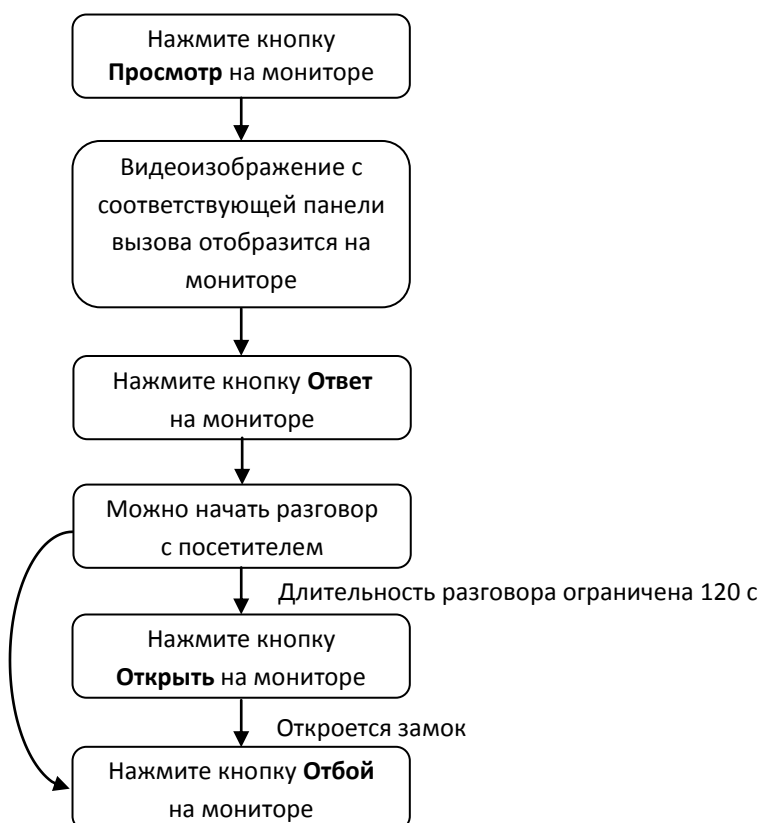 Нажмите кнопку
Просмотр на мониторе
Видеоизображение с
соответствующей панели
вызова отобразится на
мониторе
Нажмите кнопку Ответ
на мониторе
Можно начать разговор
с посетителем
Длительность разговора ограничена 120 с
Нажмите кнопку
Открыть на мониторе
Откроется замок
Нажмите кнопку Отбой
на мониторе